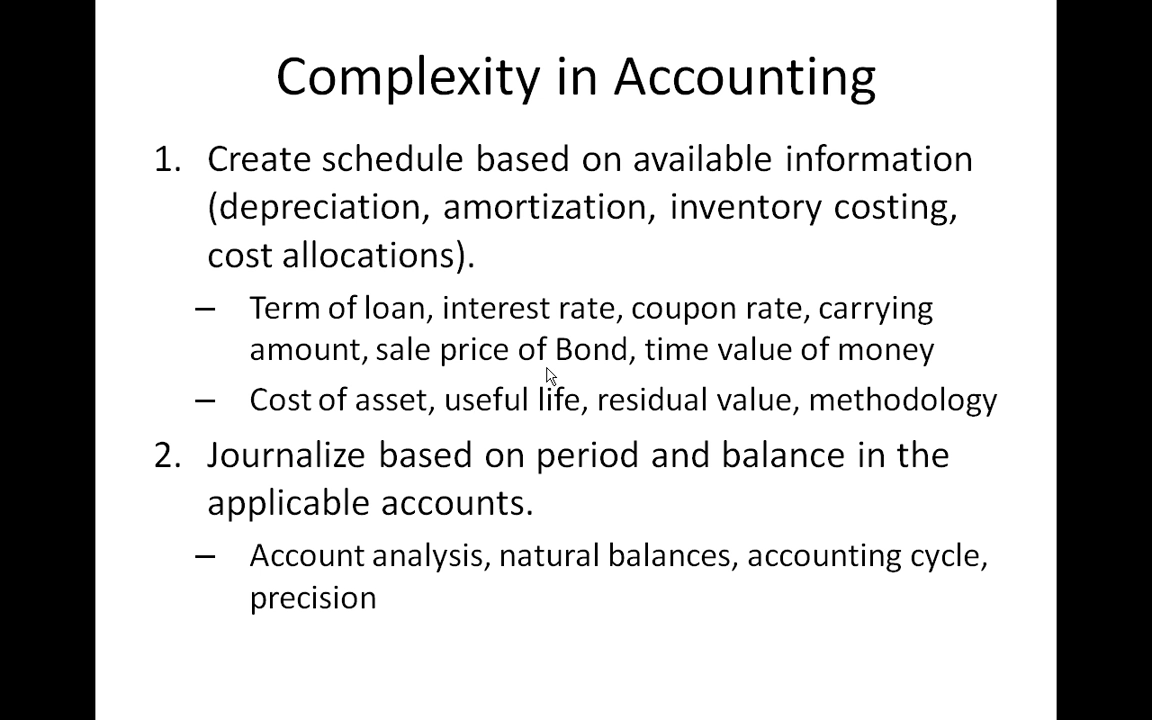 Complexity in Accounting
1. Create schedule based on available information
(depreciation, amortization, inventory costing,
cost allocations).
– Term of loan, interest rate, coupon rate, carrying
amount, sale price of Bond, time value of money
– Cost of asset, useful life, residual value, methodology
2. Journalize based on period and balance in the
applicable accounts.
– Account analysis, natural balances, accounting cycle,
precision